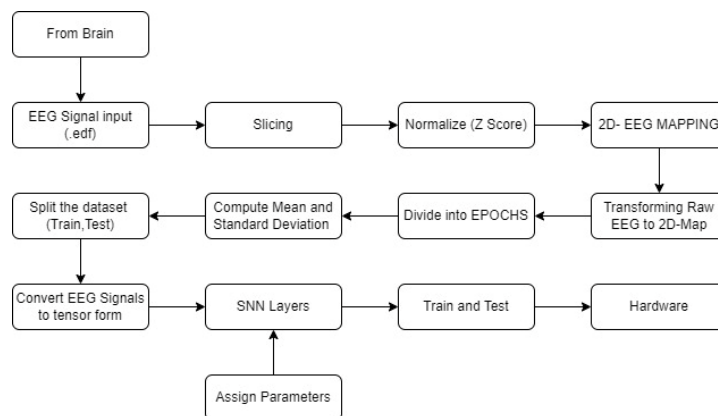 From Brain
EEG Signal input
(.edf)
Slicing
Normalize (Z Score)
2D- EEG MAPPING
Split the dataset
(Train,Test)
Compute Mean and
Standard Deviation
Divide into EPOCHS
Transforming Raw
EEG to 2D-Map
Convert EEG Signals
to tensor form
SNN Layers
Train and Test
Hardware
Assign Parameters